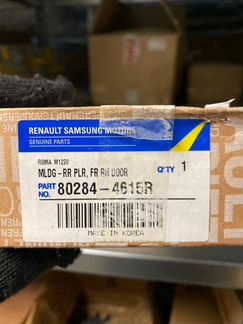 RENAULT SAMSUNG MOTORS
GENUINE PARTS
RSMA M1220
MLDG-RR PLR, FR RH DOOR
Q'TY 1
PART NO. 80284-4615R
MADE IN KOREA